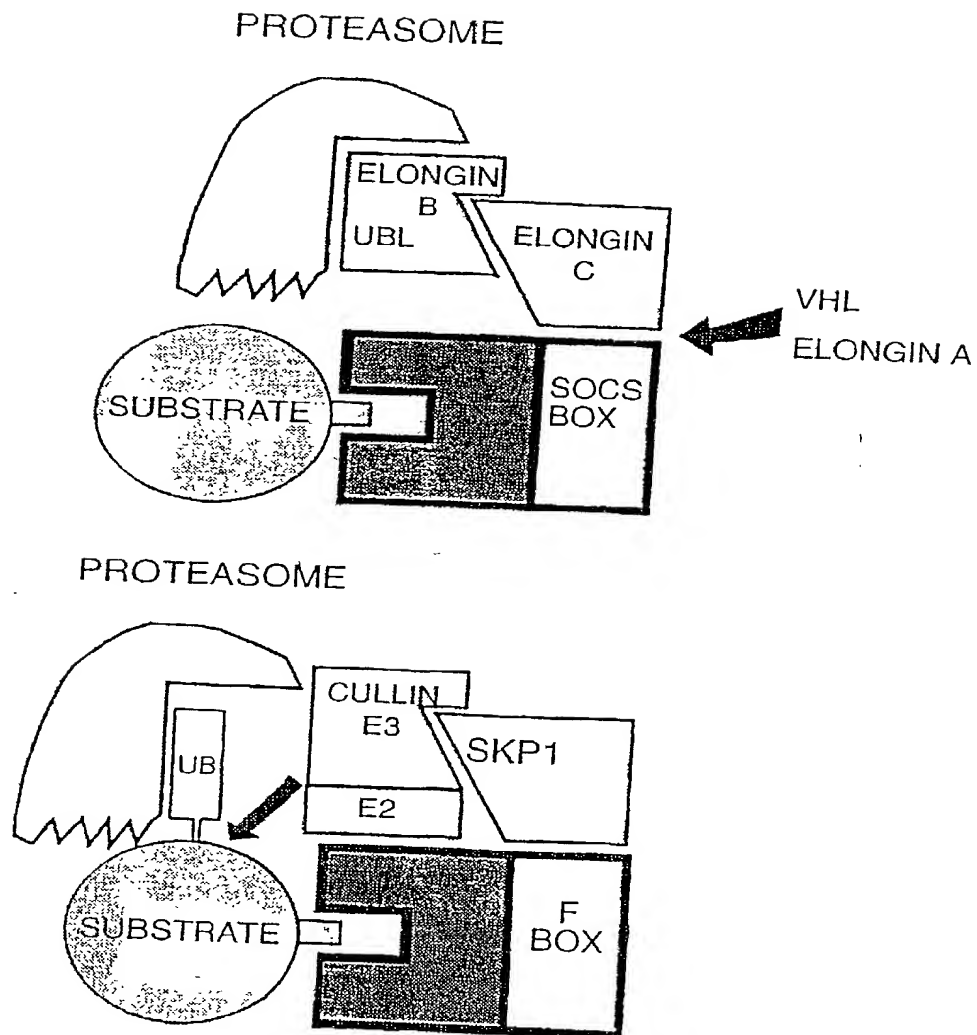 PROTEASOME
ELONGIN
B
UBL
ELONGIN
C
VHL
ELONGIN A
SUBSTRATE
SOCS
BOX
PROTEASOME
CULLIN
E3
SKP1
UB
E2
SUBSTRATE
F
BOX